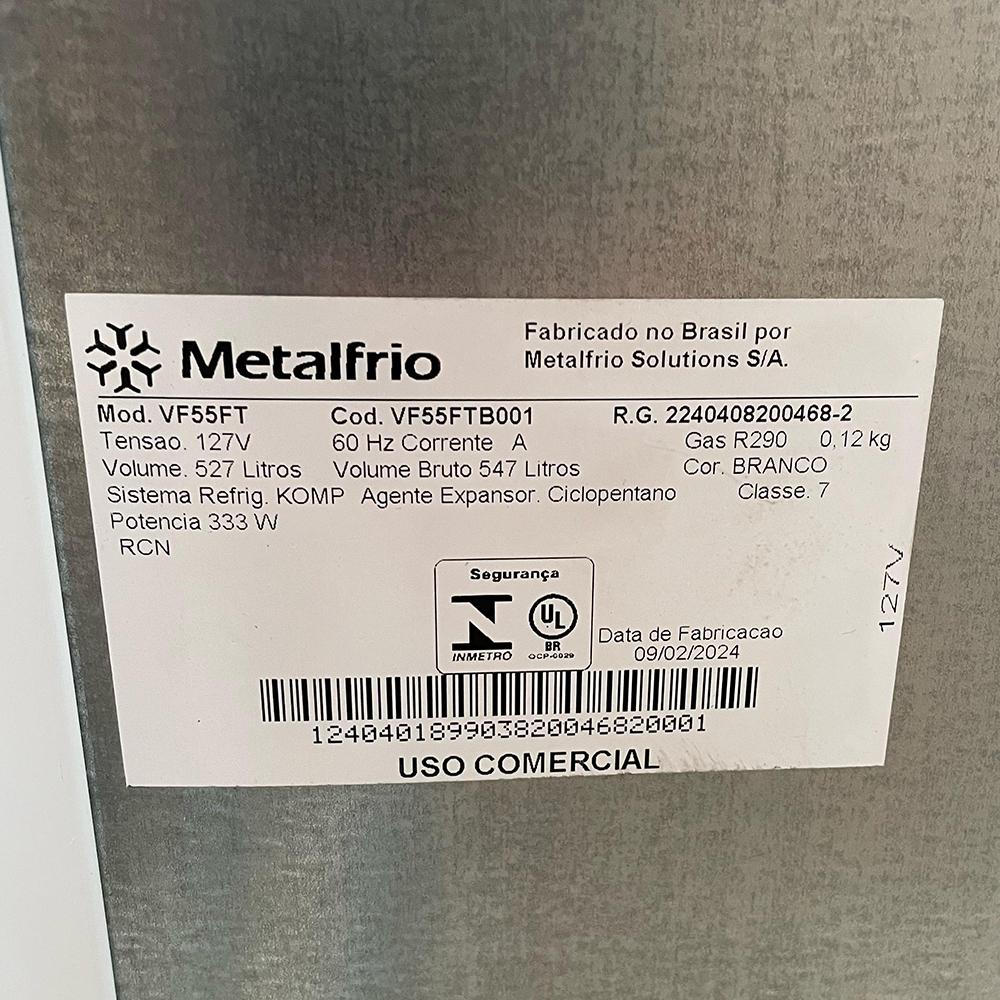 Metalfrio
Fabricado no Brasil por
Metalfrio Solutions S/A.
Mod. VF55FT Cod. VF55FTB001 R.G. 2240408200468-2
Tensao. 127V 60 Hz Corrente A Gas R290 0,12 kg
Volume. 527 Litros Volume Bruto 547 Litros Cor. BRANCO
Sistema Refrig. KOMP Agente Expansor. Ciclopentano Classe. 7
Potencia 333 W
RCN
127V
Segurança
UL
BR
INMETRO OCP-0029
Data de Fabricacao
09/02/2024
124040189903820046820001
USO COMERCIAL